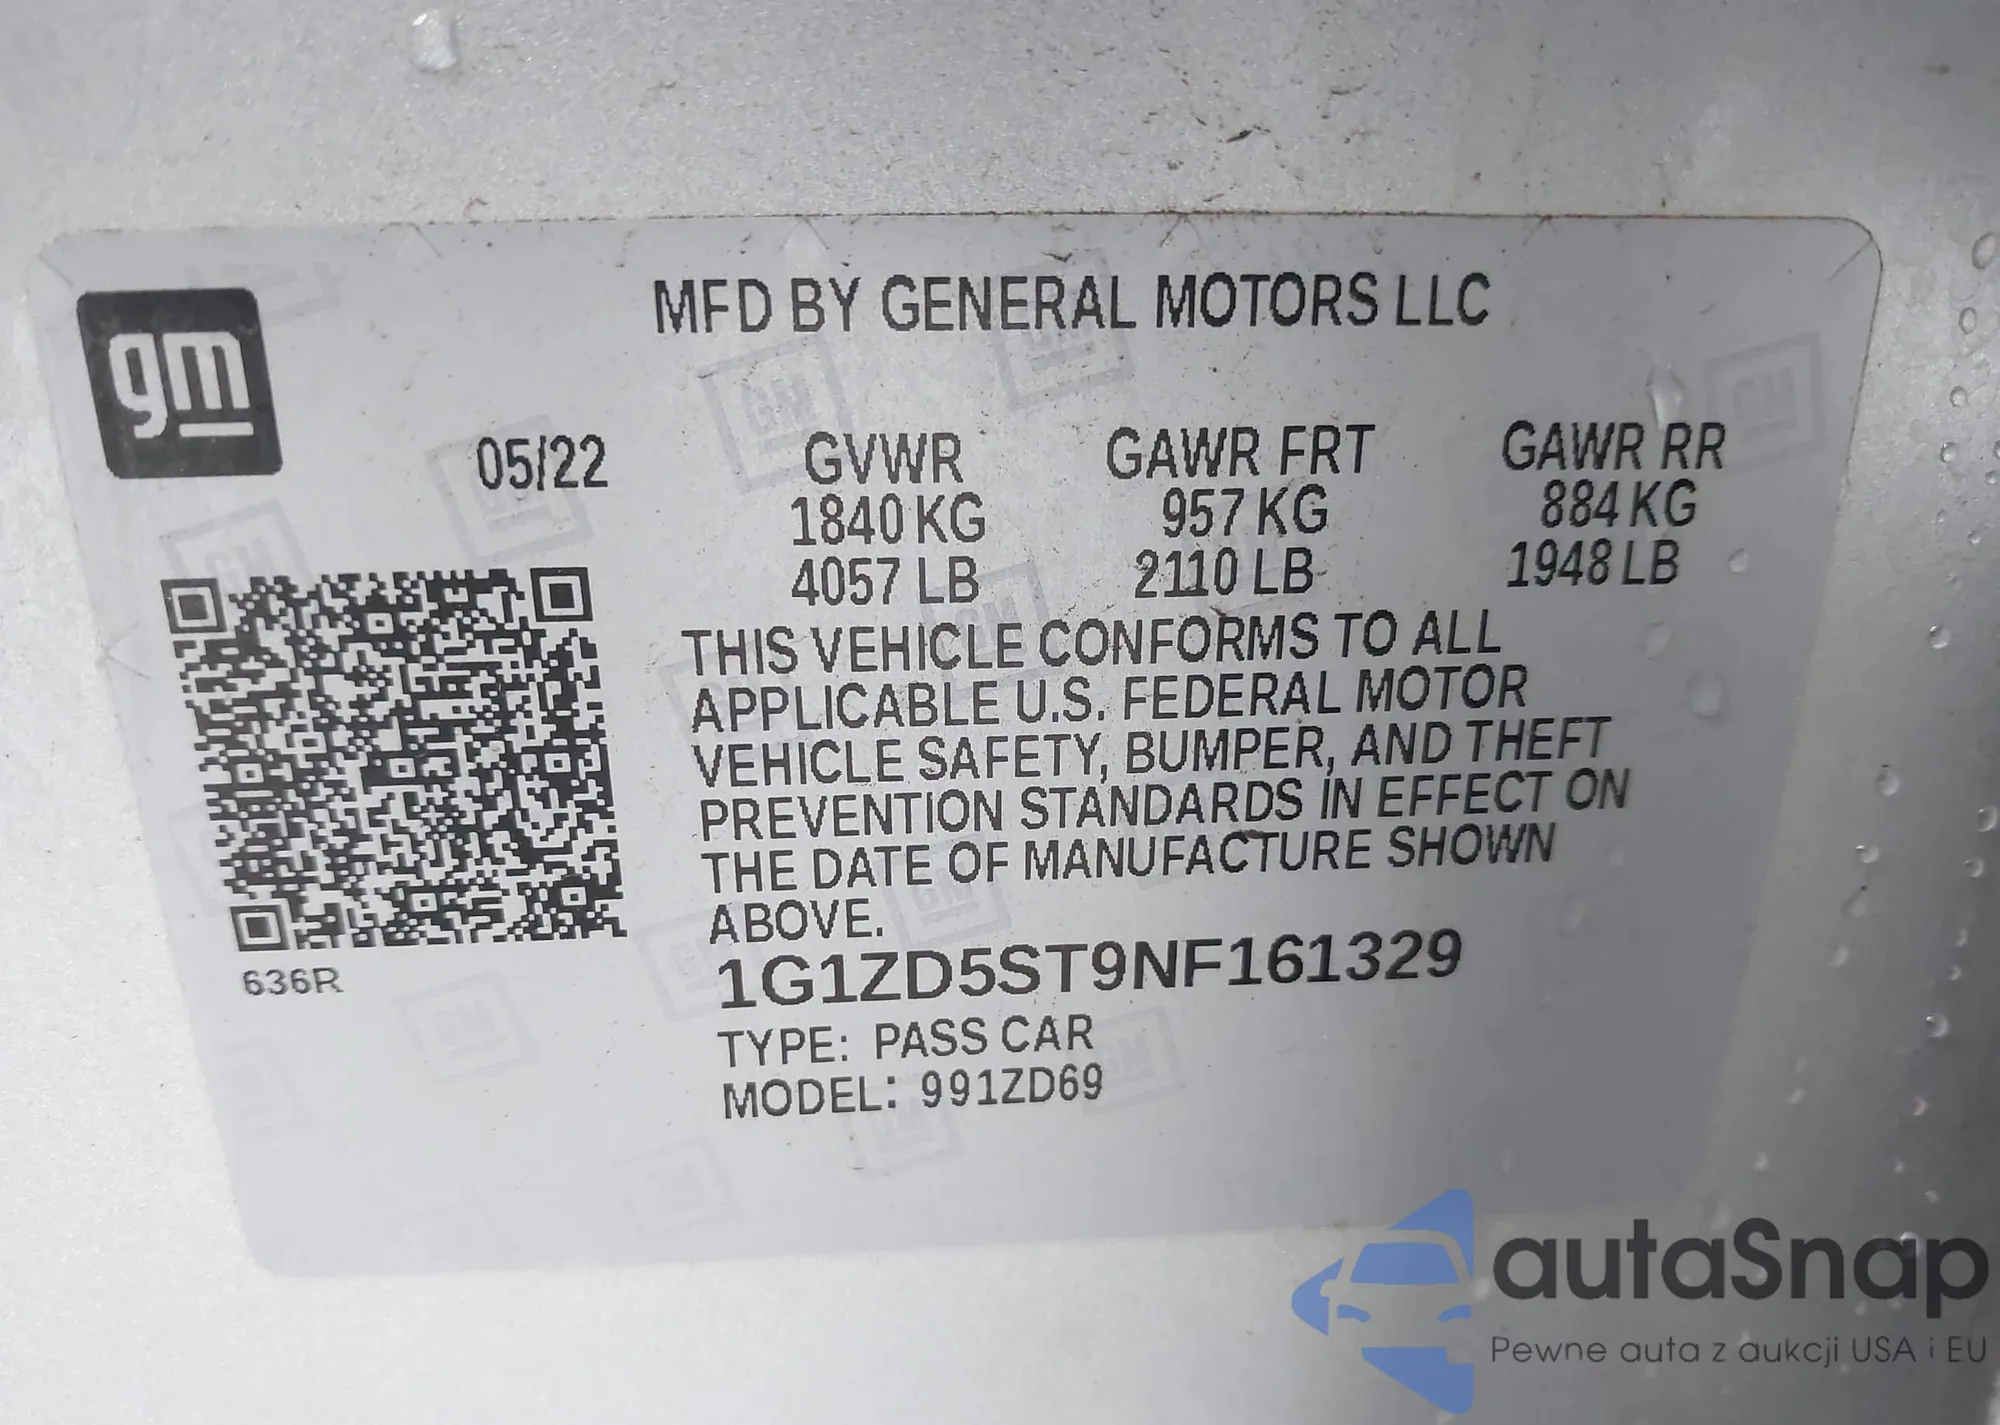 MFD BY GENERAL MOTORS LLC
gm
05/22
GVWR GAWR FRT GAWR RR
1840 KG 957 KG 884 KG
4057 LB 2110 LB 1948 LB
THIS VEHICLE CONFORMS TO ALL
APPLICABLE U.S. FEDERAL MOTOR
VEHICLE SAFETY, BUMPER, AND THEFT
PREVENTION STANDARDS IN EFFECT ON
THE DATE OF MANUFACTURE SHOWN
ABOVE.
636R
1G1ZD5ST9NF161329
TYPE: PASS CAR
MODEL: 991ZD69
autaSnap
Pewne auta z aukcji USA i EU